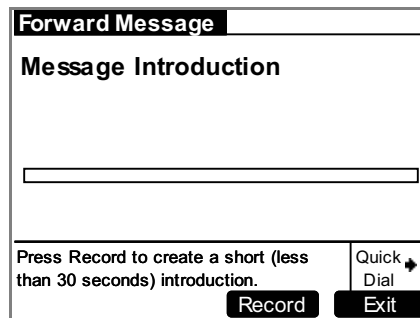 Forward Message
Message Introduction
Press Record to create a short (less
than 30 seconds) introduction.
Quick
Dial
Record
Exit